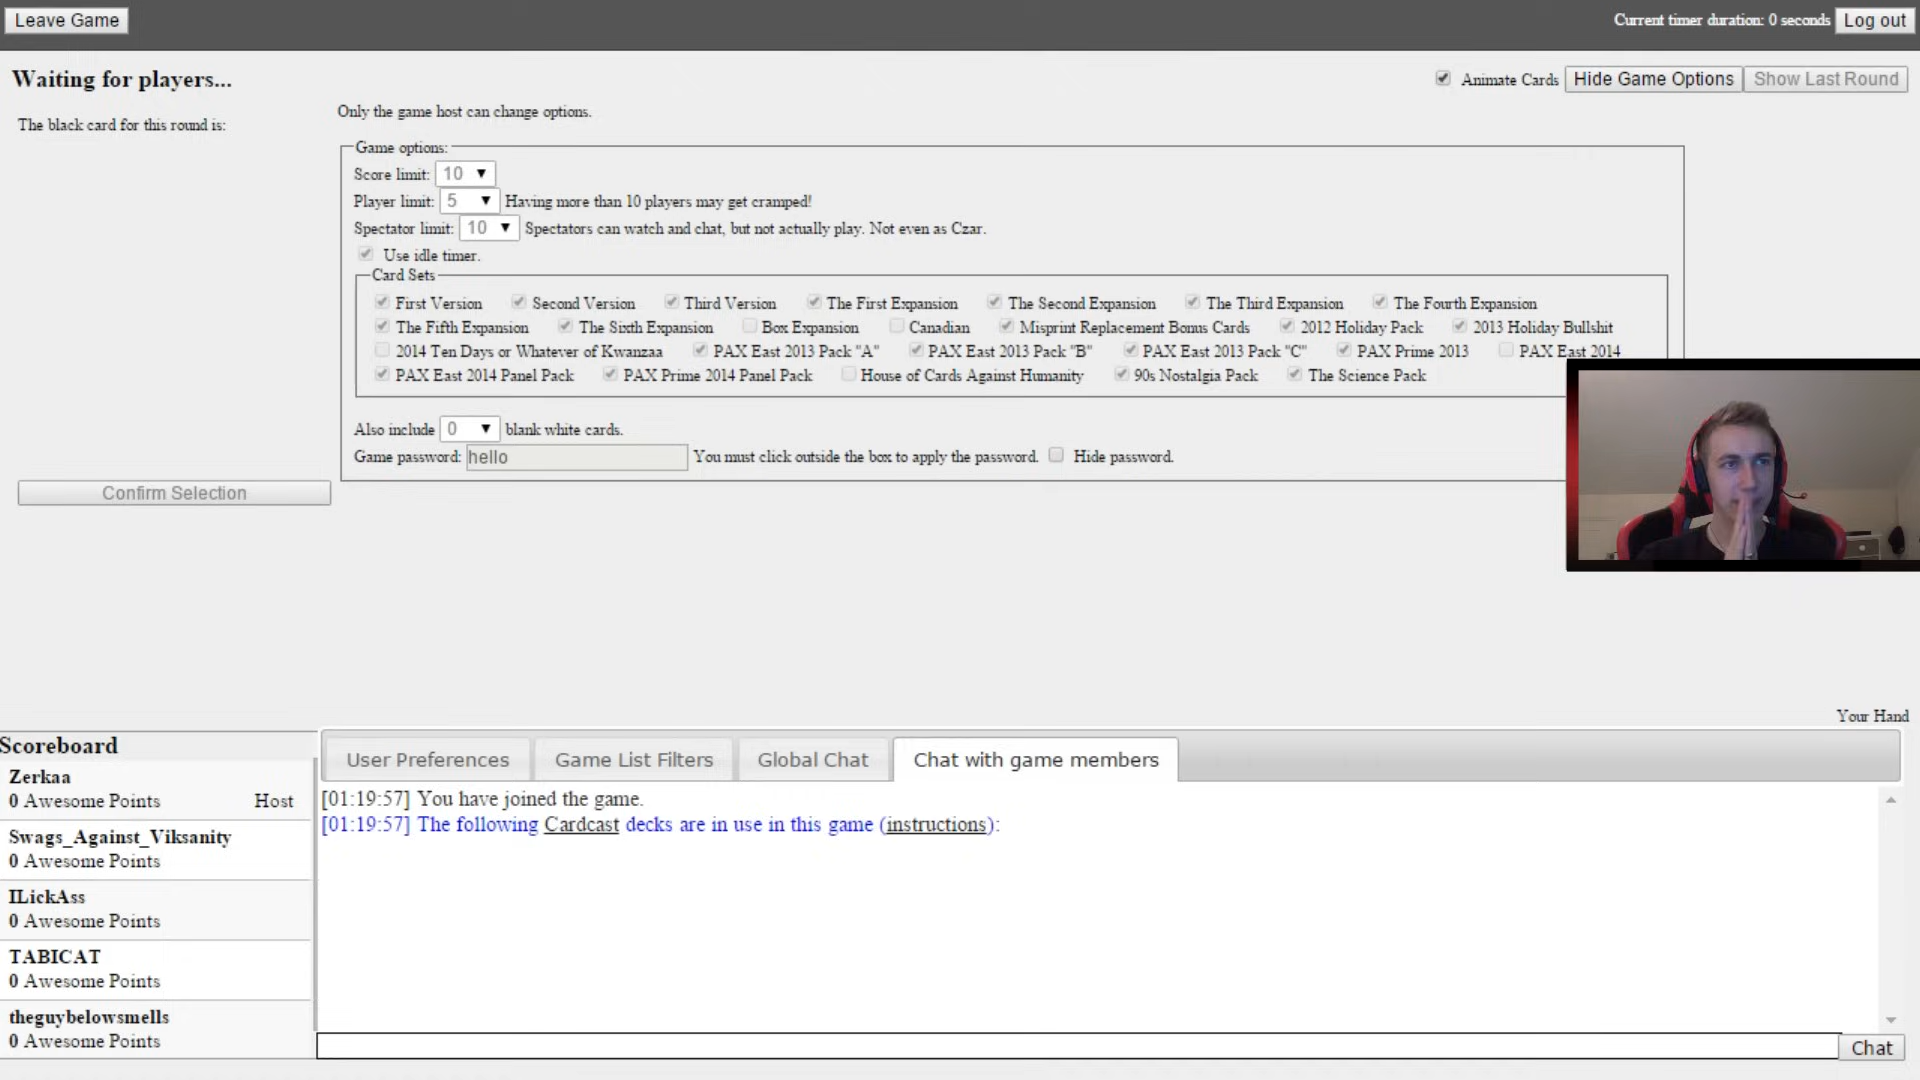 Leave Game
Current timer duration: 0 seconds Log out
Waiting for players...
Animate Cards Hide Game Options Show Last Round
The black card for this round is:
Only the game host can change options.
Game options:
Score limit: 10
Player limit: 5 Having more than 10 players may get cramped!
Spectator limit: 10 Spectators can watch and chat, but not actually play. Not even as Czar.
Use idle timer.
Card Sets
First Version Second Version Third Version The First Expansion The Second Expansion The Third Expansion The Fourth Expansion
The Fifth Expansion The Sixth Expansion Box Expansion Canadian Misprint Replacement Bonus Cards 2012 Holiday Pack 2013 Holiday Bullshit
2014 Ten Days or Whatever of Kwanzaa PAX East 2013 Pack "A" PAX East 2013 Pack "B" PAX East 2013 Pack "C" PAX Prime 2013 PAX East 2014
PAX East 2014 Panel Pack PAX Prime 2014 Panel Pack House of Cards Against Humanity 90s Nostalgia Pack The Science Pack
Also include 0 blank white cards.
Game password: hello You must click outside the box to apply the password. Hide password.
Confirm Selection
Your Hand
Scoreboard
Zerkaa
0 Awesome Points Host
Swags_Against_Viksanity
0 Awesome Points
ILickAss
0 Awesome Points
TABICAT
0 Awesome Points
theguybelowsmells
0 Awesome Points
User Preferences Game List Filters Global Chat Chat with game members
[01:19:57] You have joined the game.
[01:19:57] The following Cardcast decks are in use in this game (instructions):
Chat